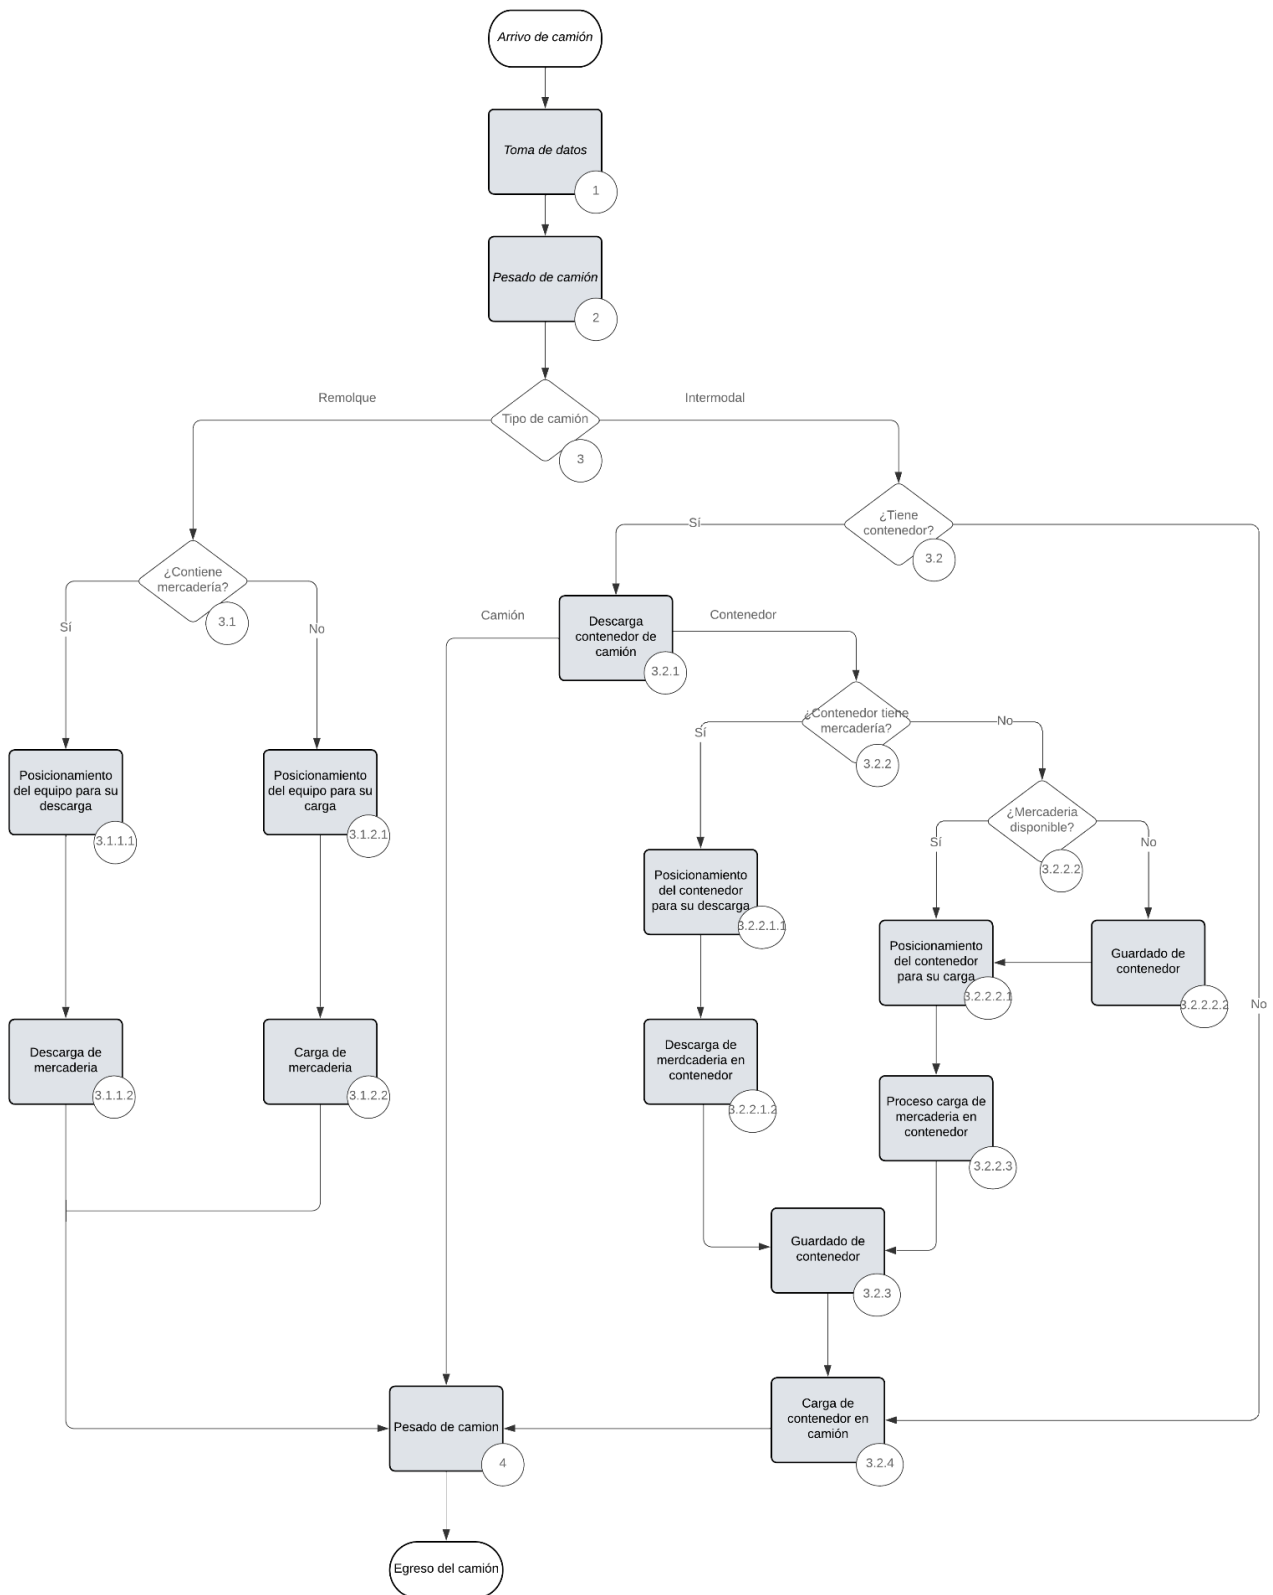 Arrivo de camión
Toma de datos
1
Pesado de camión
2
Remolque
Intermodal
Tipo de camión
3
¿Tiene
contenedor?
3.2
Sí
¿Contiene
mercadería?
3.1
Sí
No
Camión
Descarga
contenedor de
camión
3.2.1
Contenedor
¿Contenedor tiene
mercadería?
3.2.2
Sí
No
Posicionamiento
del equipo para su
descarga
3.1.1.1
Posicionamiento
del equipo para su
carga
3.1.2.1
¿Mercaderia
disponible?
3.2.2.2
Sí
No
Posicionamiento
del contenedor
para su descarga
3.2.2.1.1
Posicionamiento
del contenedor
para su carga
3.2.2.2.1
Guardado de
contenedor
3.2.2.2.2
No
Descarga de
mercaderia
3.1.1.2
Carga de
mercaderia
3.1.2.2
Descarga de
merdcaderia en
contenedor
3.2.2.1.2
Proceso carga de
mercaderia en
contenedor
3.2.2.3
Guardado de
contenedor
3.2.3
Pesado de camion
4
Carga de
contenedor en
camión
3.2.4
Egreso del camión